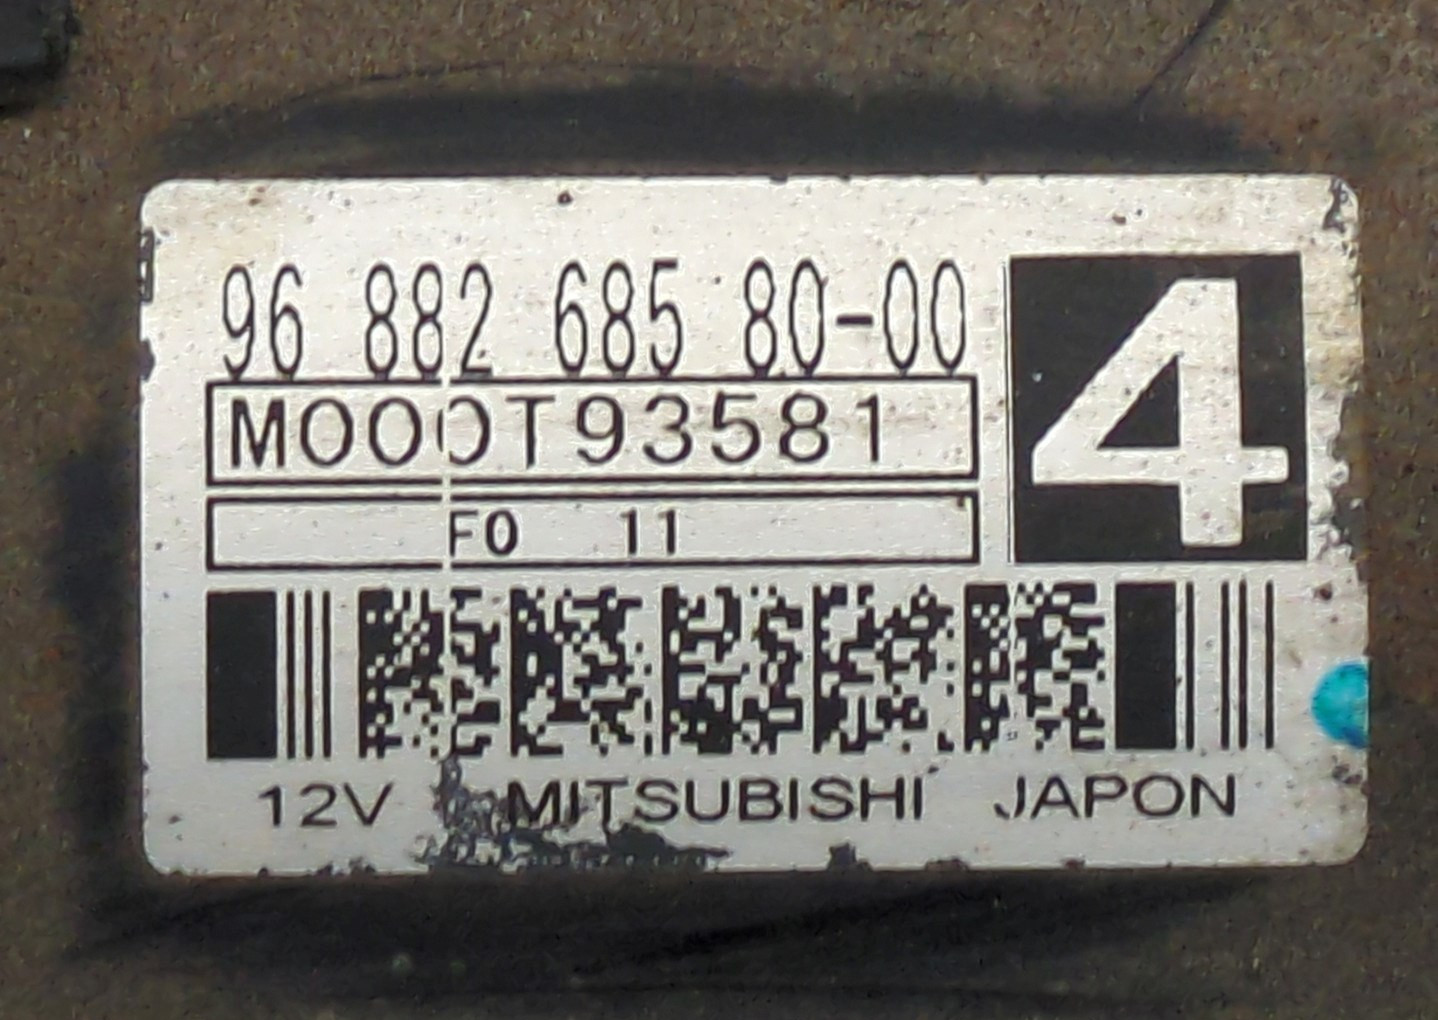 96 882 685 80-00
4
M000T93581
F0 11
12V MITSUBISHI JAPON